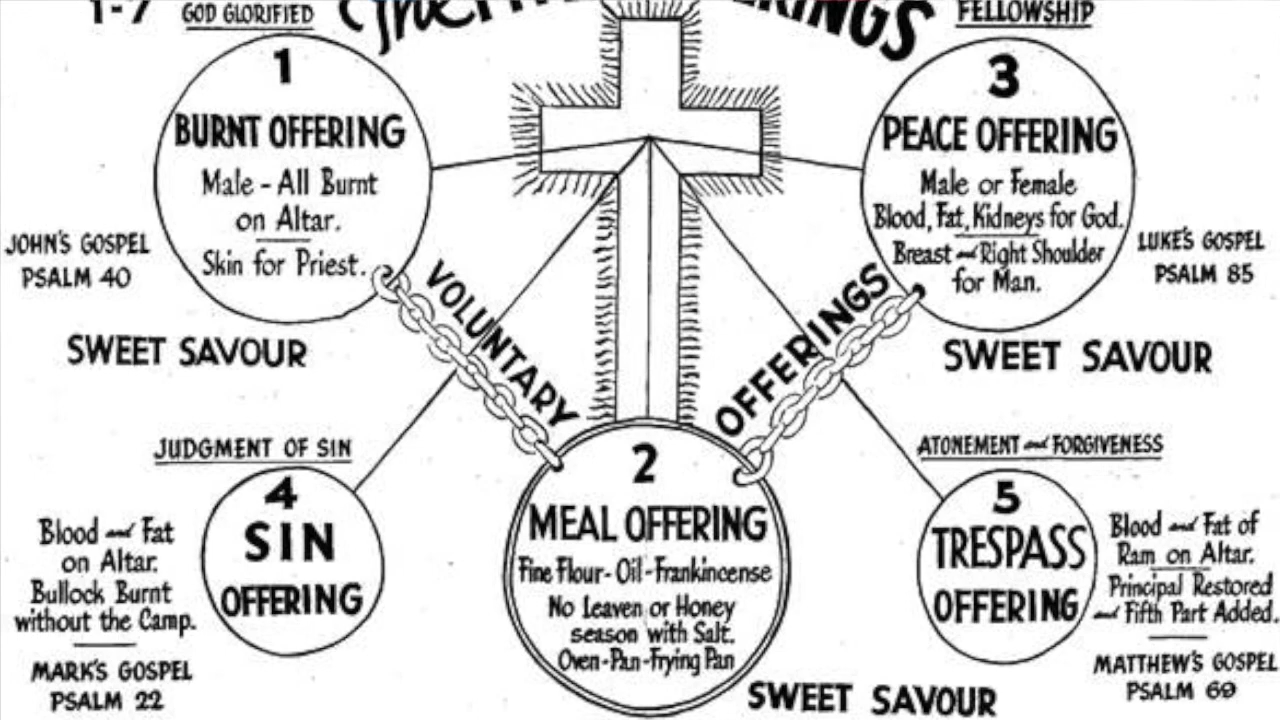 1-7
GOD GLORIFIED
The
OFFERINGS
FELLOWSHIP
1
BURNT OFFERING
Male - All Burnt
on Altar.
Skin for Priest.
JOHN'S GOSPEL
PSALM 40
SWEET SAVOUR
3
PEACE OFFERING
Male or Female
Blood, Fat, Kidneys for God.
Breast and Right Shoulder
for Man.
LUKE'S GOSPEL
PSALM 85
SWEET SAVOUR
VOLUNTARY
OFFERINGS
JUDGMENT OF SIN
4
SIN
OFFERING
Blood and Fat
on Altar.
Bullock Burnt
without the Camp.
MARK'S GOSPEL
PSALM 22
2
MEAL OFFERING
Fine Flour - Oil - Frankincense
No Leaven or Honey
season with Salt.
Oven - Pan - Frying Pan
SWEET SAVOUR
ATONEMENT and FORGIVENESS
5
TRESPASS
OFFERING
Blood and Fat of
Ram on Altar.
Principal Restored
and Fifth Part Added.
MATTHEW'S GOSPEL
PSALM 69